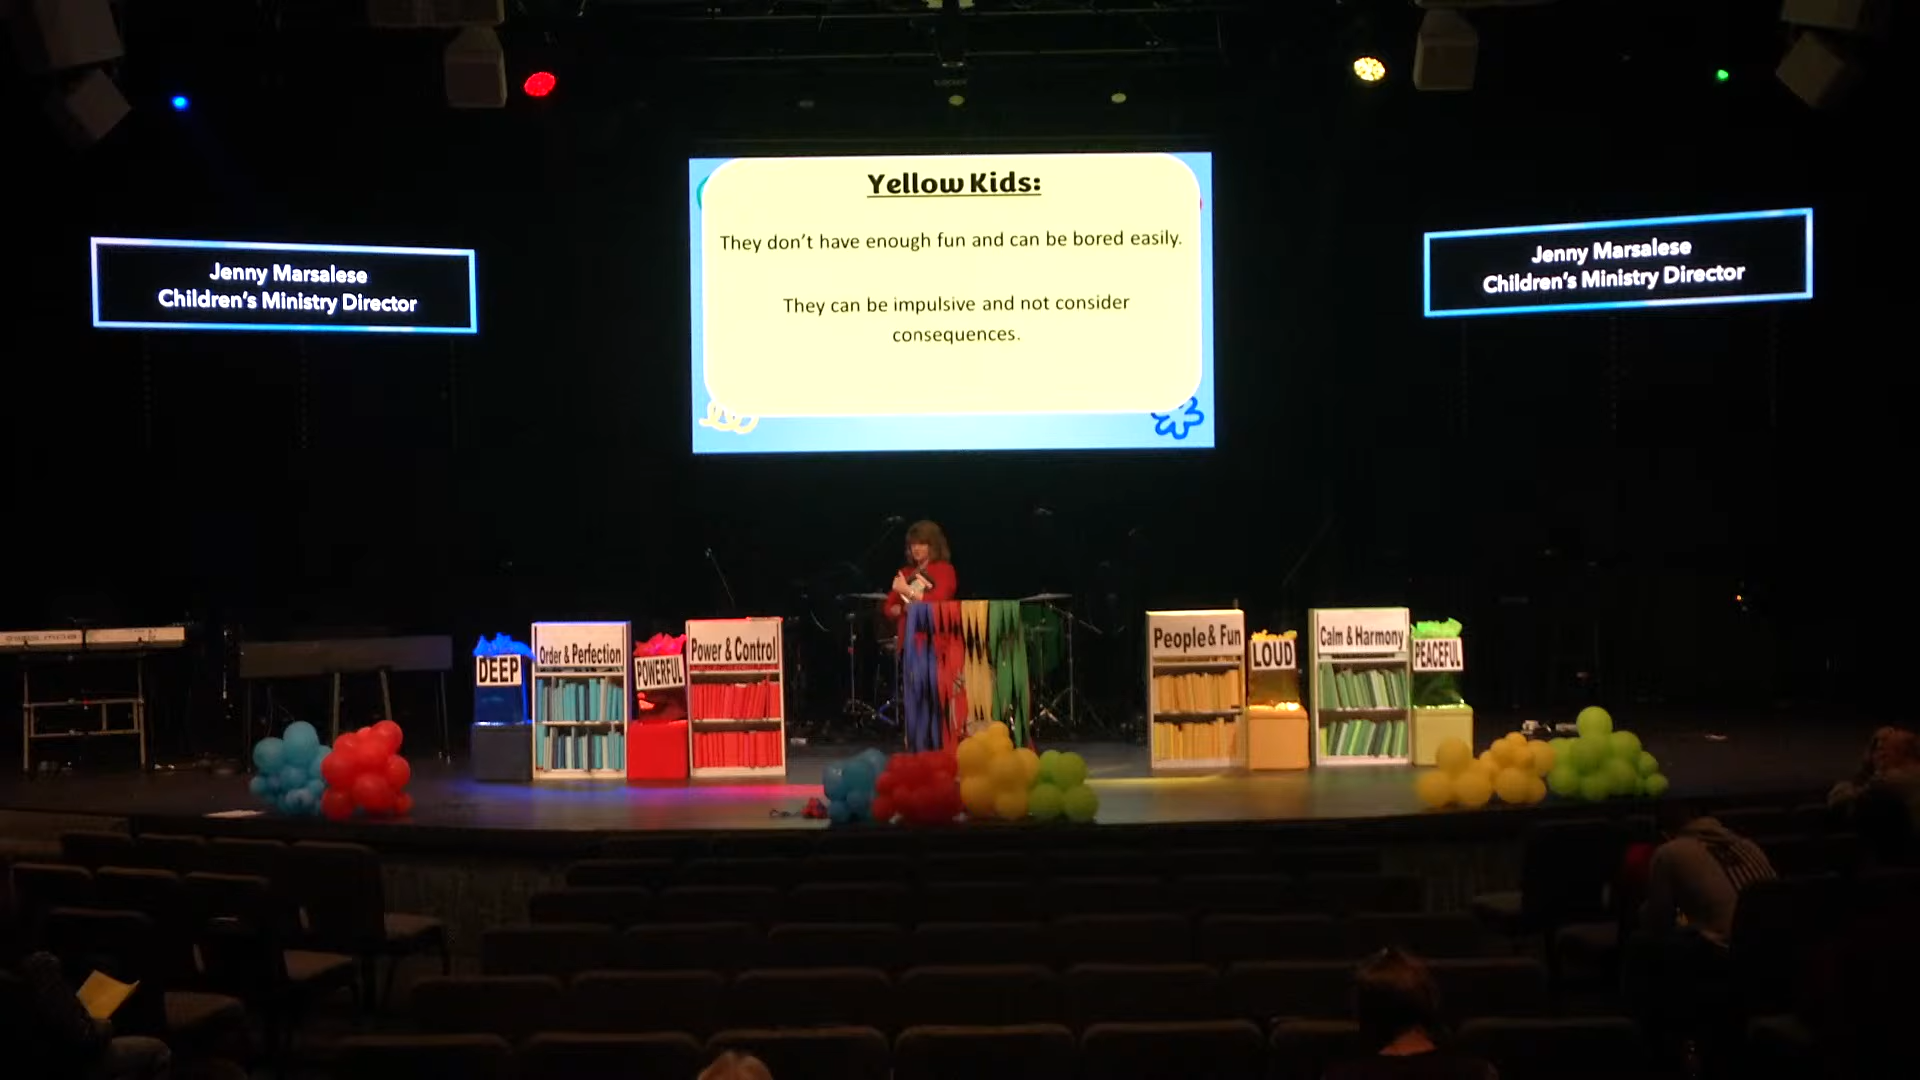 Yellow Kids:
They don't have enough fun and can be bored easily.
They can be impulsive and not consider
consequences.
Jenny Marsalese
Children's Ministry Director
Jenny Marsalese
Children's Ministry Director
DEEP
Order & Perfection
POWERFUL
Power & Control
People & Fun
LOUD
Calm & Harmony
PEACEFUL